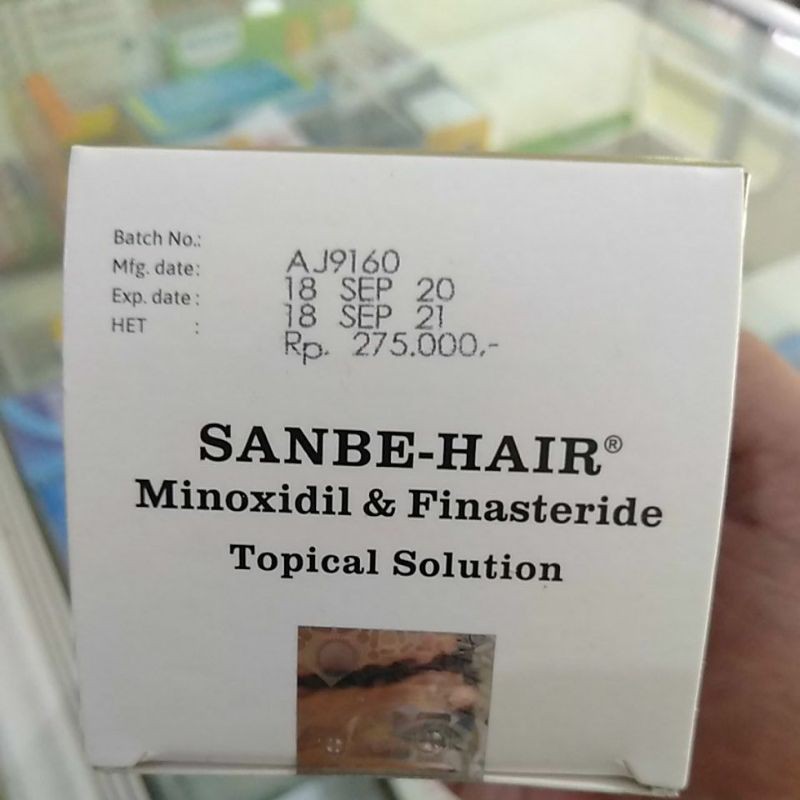 Batch No.:
Mfg. date: AJ9160
Exp. date: 18 SEP 20
HET : 18 SEP 21
Rp. 275.000,-
SANBE-HAIR®
Minoxidil & Finasteride
Topical Solution